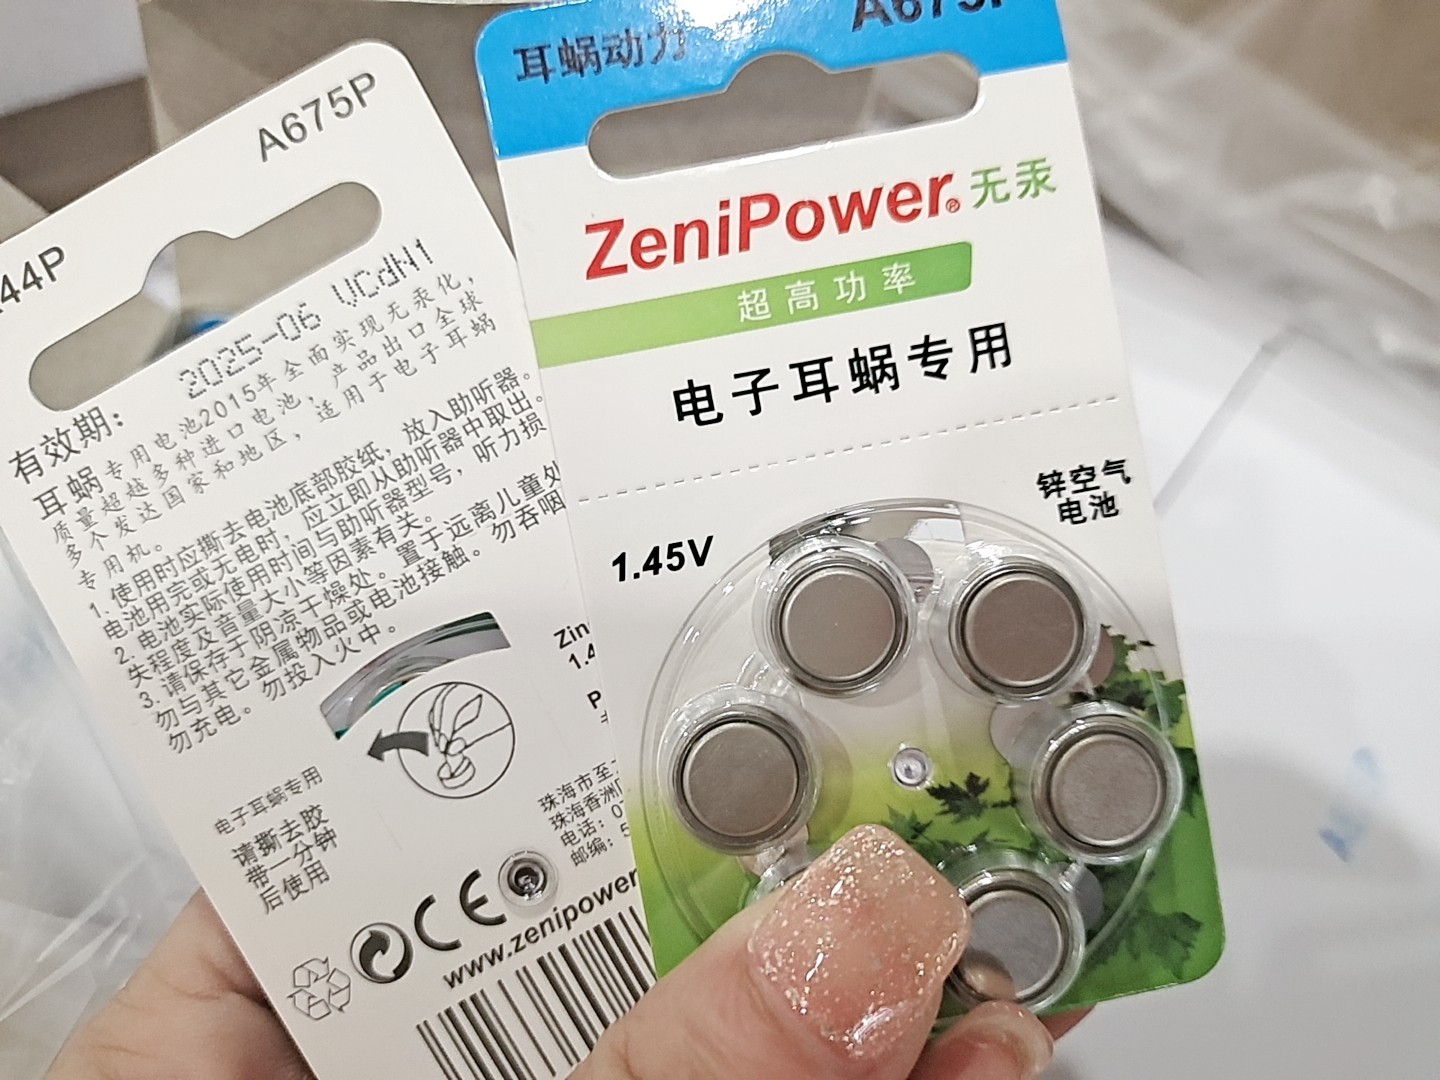 A675P
44P
2025-06 VCdN1
有效期：
耳蜗专用电池2015年全面实现无汞化，
质量超越多种进口电池，产品出口全球
多个发达国家和地区，适用于电子耳蜗
专用机。
1. 使用时应撕去电池底部胶纸，放入助听器。
电池用完或无电时，应立即从助听器中取出。
2. 电池实际使用时间与助听器型号，听力损
失程度及音量大小等因素有关。
3. 请保存于阴凉干燥处。置于远离儿童处
勿与其它金属物品或电池接触。勿吞咽
勿充电。勿投入火中。
Zin
1.4
P
电子耳蜗专用
请撕去胶
带一分钟
后使用
珠海市至
珠海香洲
电话：0
邮编：5
CE
www.zenipower
耳蜗动力
A675P
ZeniPower® 无汞
超高功率
电子耳蜗专用
锌空气
电池
1.45V